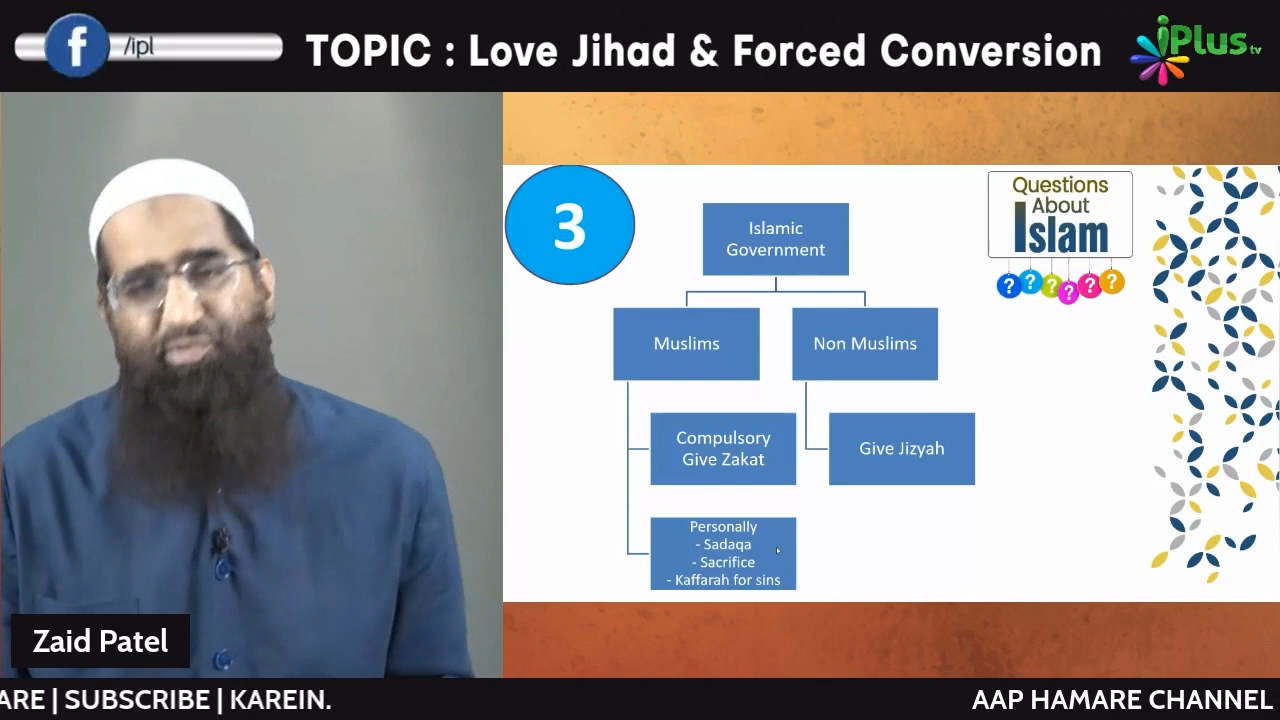 /ipl
TOPIC : Love Jihad & Forced Conversion
iPlus tv
3
Questions
About
Islam
? ? ? ? ? ?
Islamic
Government
Muslims
Non Muslims
Compulsory
Give Zakat
Give Jizyah
Personally
- Sadaqa
- Sacrifice
- Kaffarah for sins
Zaid Patel
ARE | SUBSCRIBE | KAREIN.
AAP HAMARE CHANNEL